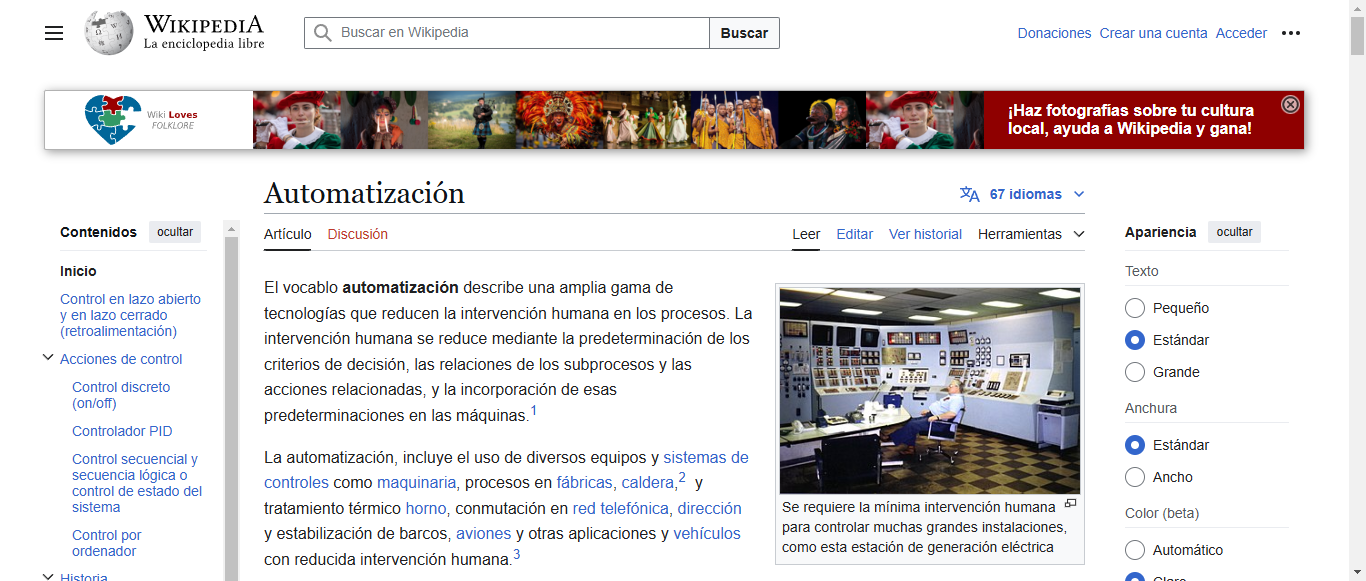 WIKIPEDIA
La enciclopedia libre
Buscar en Wikipedia
Buscar
Donaciones Crear una cuenta Acceder
Wiki Loves
FOLKLORE
¡Haz fotografías sobre tu cultura
local, ayuda a Wikipedia y gana!
Automatización
67 idiomas
Contenidos ocultar
Inicio
Control en lazo abierto
y en lazo cerrado
(retroalimentación)
Acciones de control
Control discreto
(on/off)
Controlador PID
Control secuencial y
secuencia lógica o
control de estado del
sistema
Control por
ordenador
Historia
Artículo Discusión
Leer Editar Ver historial Herramientas
El vocablo automatización describe una amplia gama de
tecnologías que reducen la intervención humana en los procesos. La
intervención humana se reduce mediante la predeterminación de los
criterios de decisión, las relaciones de los subprocesos y las
acciones relacionadas, y la incorporación de esas
predeterminaciones en las máquinas.1
La automatización, incluye el uso de diversos equipos y sistemas de
controles como maquinaria, procesos en fábricas, caldera,2 y
tratamiento térmico horno, conmutación en red telefónica, dirección
y estabilización de barcos, aviones y otras aplicaciones y vehículos
con reducida intervención humana.3
Se requiere la mínima intervención humana
para controlar muchas grandes instalaciones,
como esta estación de generación eléctrica
Apariencia ocultar
Texto
Pequeño
Estándar
Grande
Anchura
Estándar
Ancho
Color (beta)
Automático
Claro